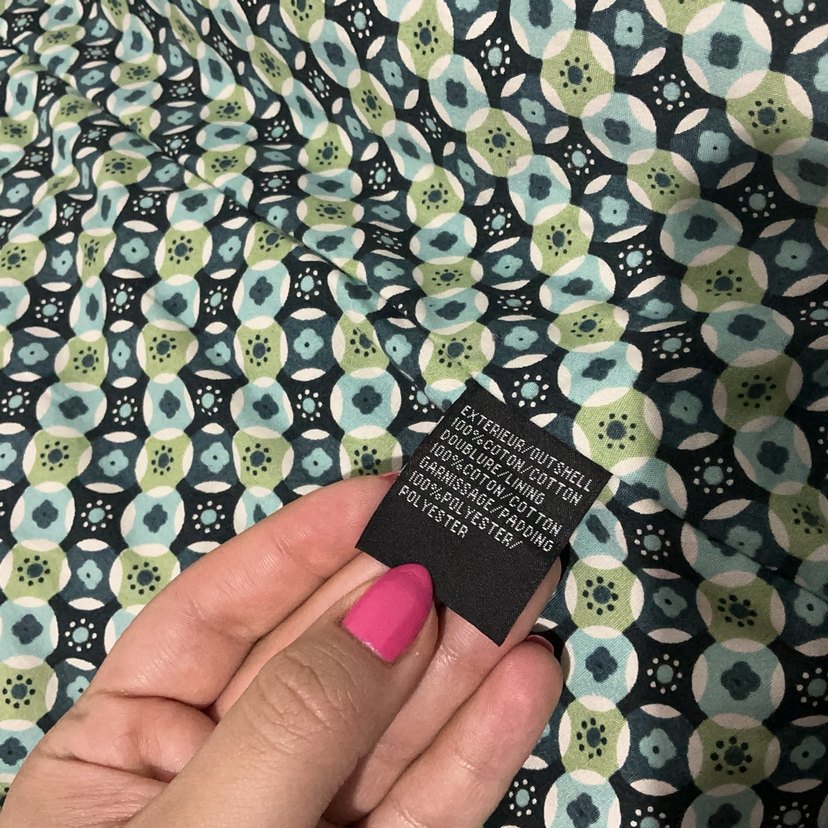 EXTERIEUR/OUTSHELL
100%COTON/COTTON
DOUBLURE/LINING
100%COTON/COTTON
GARNISSAGE/PADDING
100%POLYESTER/
POLYESTER